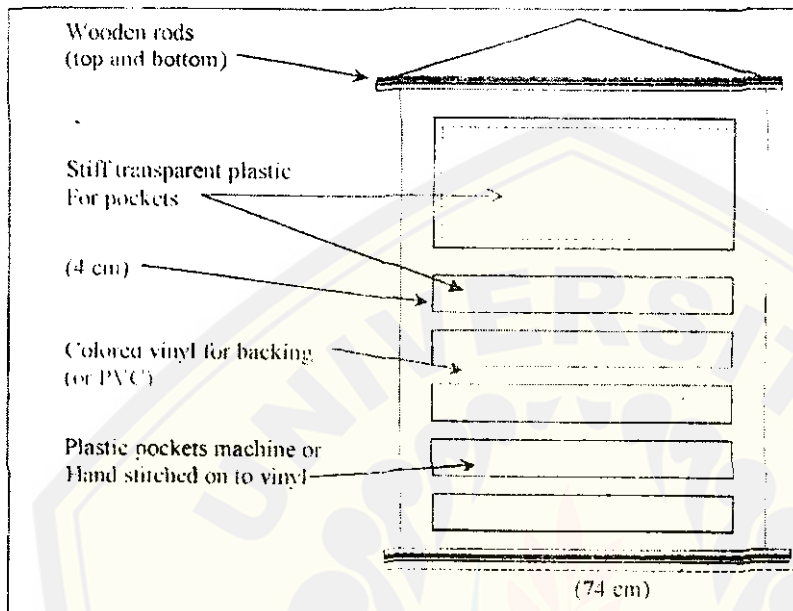 Wooden rods
(top and bottom)
Stiff transparent plastic
For pockets
(4 cm)
Colored vinyl for backing
(or PVC)
Plastic pockets machine or
Hand stitched on to vinyl
(74 cm)
UNIVERSIT